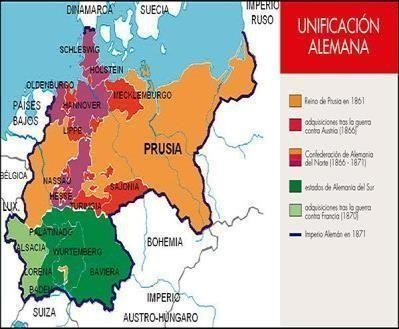 DINAMARCA
SUECIA
IMPERIO
RUSO
SCHLESWIG
HOLSTEIN
OLDENBURGO
MECKLEMBURGO
PAÍSES
BAJOS
HANNOVER
LIPPE
PRUSIA
BÉLGICA
NASSAU
SAJONIA
HESSE
LUX.
TURINGIA
PALATINADO
BOHEMIA
ALSACIA
WURTEMBERG
LORENA
BAVIERA
BADEN
IMPERIO
AUSTRO-HÚNGARO
SUIZA
UNIFICACIÓN
ALEMANA
Reino de Prusia en 1861
adquisiciones tras la guerra
contra Austria (1866)
Confederación de Alemania
del Norte (1866 - 1871)
estados de Alemania del Sur
adquisiciones tras la guerra
contra Francia (1870)
Imperio Alemán en 1871